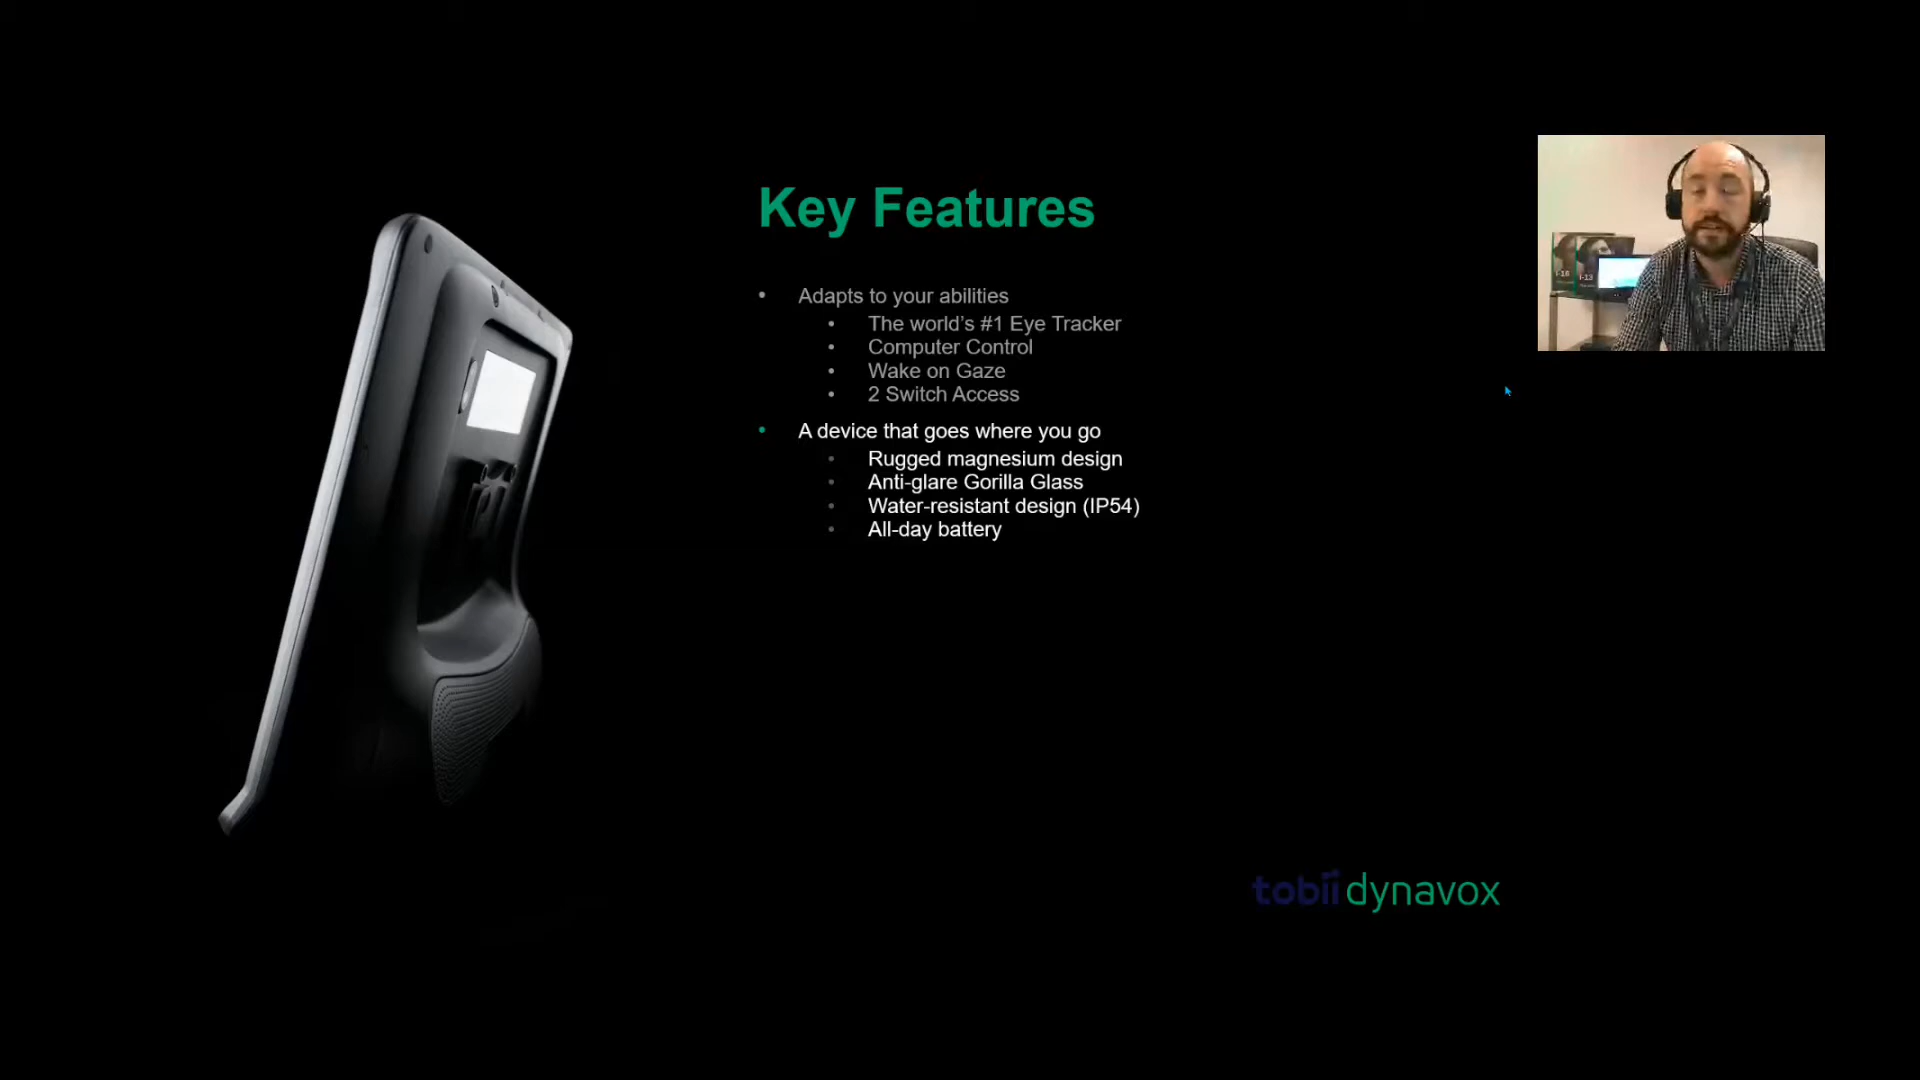 Key Features
• Adapts to your abilities
• The world's #1 Eye Tracker
• Computer Control
• Wake on Gaze
• 2 Switch Access
• A device that goes where you go
• Rugged magnesium design
• Anti-glare Gorilla Glass
• Water-resistant design (IP54)
• All-day battery
I-16
I-13
tobii dynavox